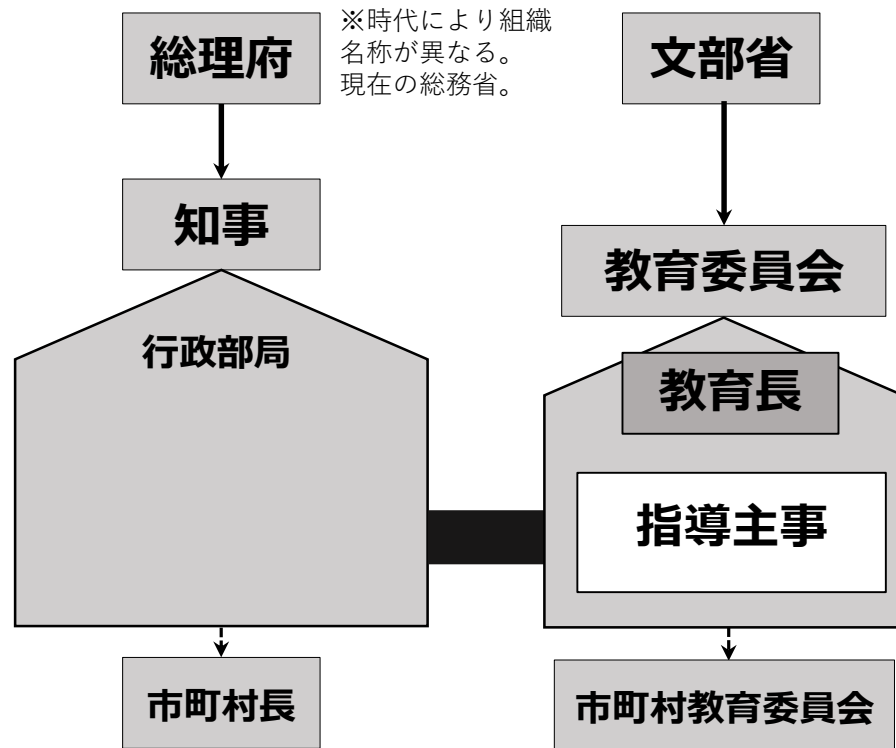 総理府
※時代により組織
名称が異なる。
現在の総務省。
文部省
知事
教育委員会
行政部局
教育長
指導主事
市町村長
市町村教育委員会